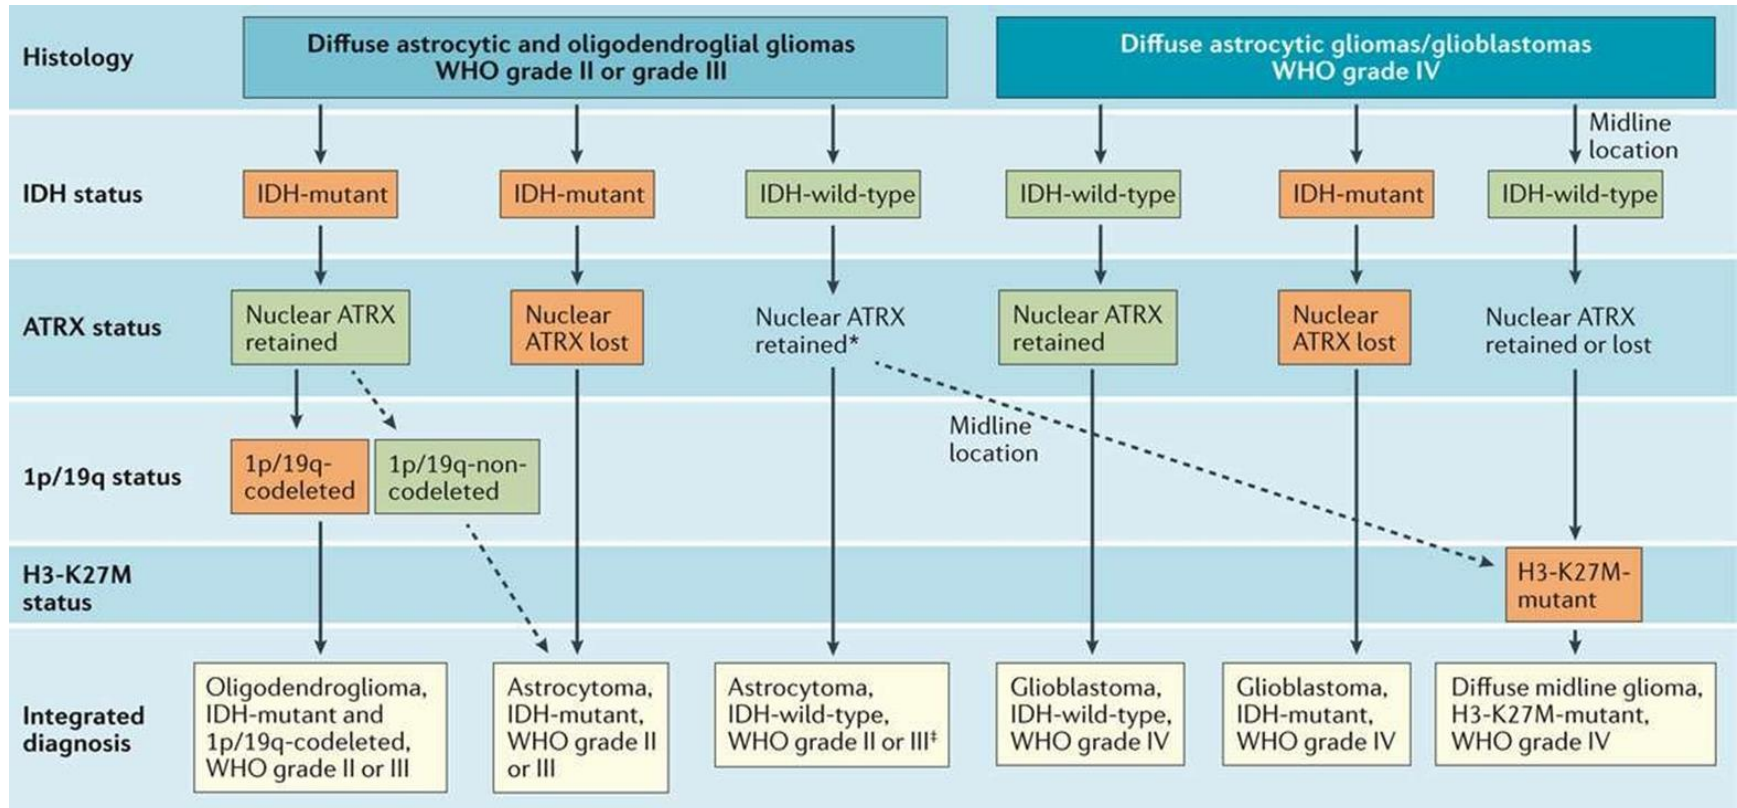 Histology
Diffuse astrocytic and oligodendroglial gliomas
WHO grade II or grade III
Diffuse astrocytic gliomas/glioblastomas
WHO grade IV
Midline
location
IDH status
IDH-mutant
IDH-mutant
IDH-wild-type
IDH-wild-type
IDH-mutant
IDH-wild-type
ATRX status
Nuclear ATRX
retained
Nuclear
ATRX lost
Nuclear ATRX
retained*
Nuclear ATRX
retained
Nuclear
ATRX lost
Nuclear ATRX
retained or lost
Midline
location
1p/19q status
1p/19q-
codeleted
1p/19q-non-
codeleted
H3-K27M
status
H3-K27M-
mutant
Integrated
diagnosis
Oligodendroglioma,
IDH-mutant and
1p/19q-codeleted,
WHO grade II or III
Astrocytoma,
IDH-mutant,
WHO grade II
or III
Astrocytoma,
IDH-wild-type,
WHO grade II or III‡
Glioblastoma,
IDH-wild-type,
WHO grade IV
Glioblastoma,
IDH-mutant,
WHO grade IV
Diffuse midline glioma,
H3-K27M-mutant,
WHO grade IV